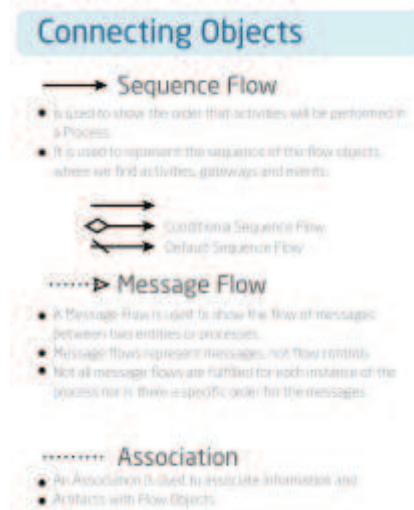 Connecting Objects
Sequence Flow
is used to show the order that activities will be performed in
a Process.
It is used to represent the sequence of the flow objects,
where we find activities, gateways and events.
Conditional Sequence Flow
Default Sequence Flow
Message Flow
A Message Flow is used to show the flow of messages
between two entities or processes.
Message flows represent messages, not flow controls
Not all message flows are fulfilled for each instance of the
process nor is there a specific order for the messages
Association
An Association is used to associate information and
Artifacts with Flow Objects